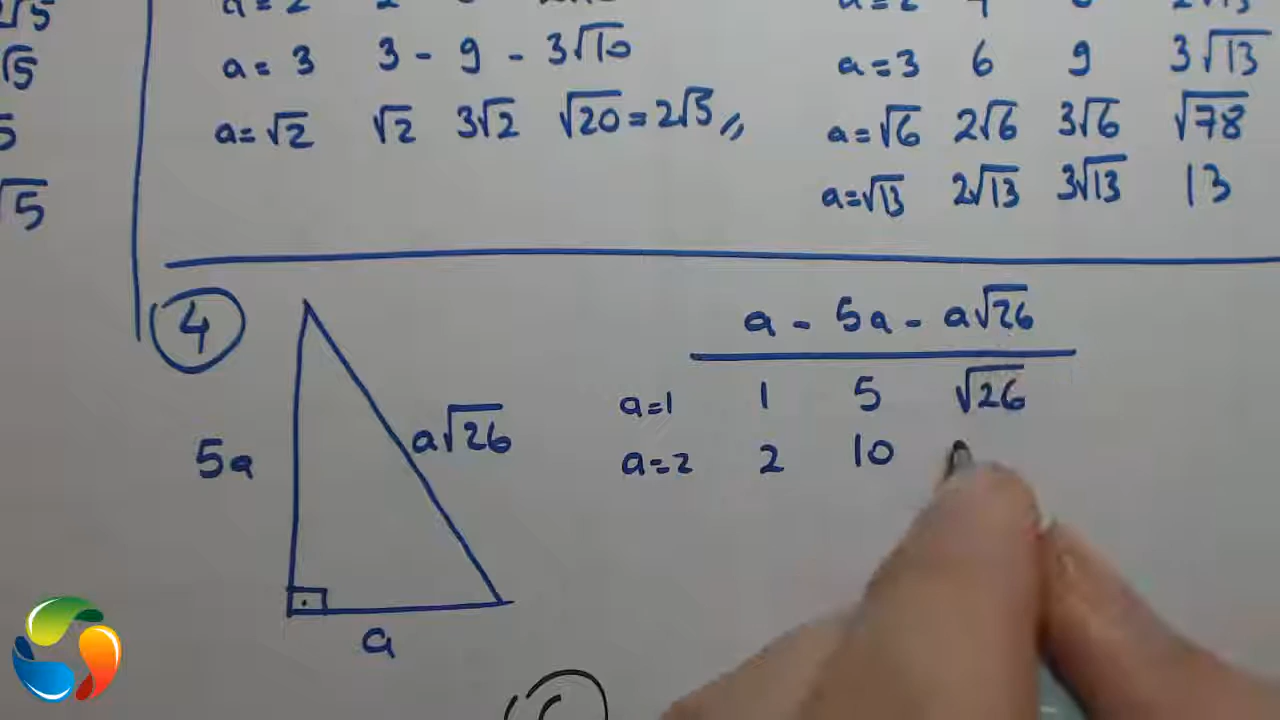 √5
a = 3 3 - 9 - 3√10
a = √2 √2 3√2 √20 = 2√5 //
√5
a = 3 6 9 3√13
a = √6 2√6 3√6 √78
a = √13 2√13 3√13 13
4
5a
a√26
a
a - 5a - a√26
a = 1 1 5 √26
a = 2 2 10